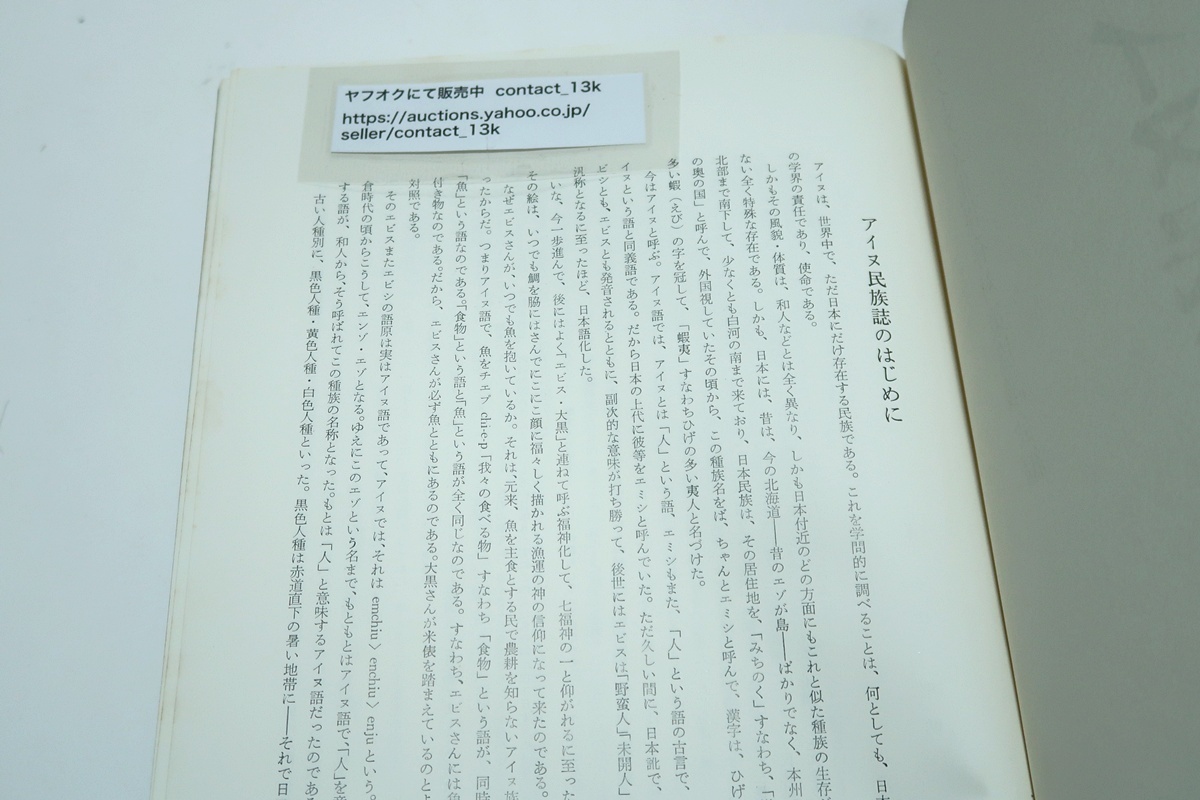 ヤフオクにて販売中 contact_13k
https://auctions.yahoo.co.jp/
seller/contact_13k
アイヌ民族誌のはじめに
アイヌは、世界中で、ただ日本にだけ存在する民族である。これを学問的に調べることは、何としても、日本
の学界の責任であり、使命である。
しかもその風貌・体質は、和人などとは全く異なり、しかも日本付近のどの方面にもこれと似た種族の生存
ない全く特殊な存在である。しかも、日本には、昔は、今の北海道――昔のエゾが島――ばかりでなく、本州
北部まで南下して、少なくとも白河の南まで来ており、日本民族は、その居住地を、「みちのく」すなわち、「
の奥の国」と呼んで、外国視していたその頃から、この種族名をば、ちゃんとエミシと呼んで、漢字は、ひげ
多い蝦（えび）の字を冠して、「蝦夷」すなわちひげの多い夷人と名づけた。
今はアイヌと呼ぶ。アイヌ語では、アイヌとは「人」という語、エミシもまた、「人」という語の古言で、
イヌという語と同義語である。だから日本の上代に彼等をエミシと呼んでいた。ただ久しい間に、日本訛で、
ビシとも、エビスとも発音されるとともに、副次的な意味が打ち勝って、後世にはエビスは「野蛮人」「未開人」
汎称となるに至ったほど、日本語化した。
いな、今一歩進んで、後にはよく「エビス・大黒」と連ねて呼ぶ福神化して、七福神の一と仰がれるに至った
その絵は、いつでも鯛を脇にはさんでにこにこ顔に福々しく描かれる漁運の神の信仰になって来たのである。
なぜエビスさんが、いつでも魚を抱いているか。それは、元来、魚を主食とする民で農耕を知らないアイヌ族
ったからだ。つまりアイヌ語で、魚をチェプ chi-e-p「我々の食べる物」すなわち「食物」という語が、同時
「魚」という語なのである。「食物」という語と「魚」という語が全く同じなのである。すなわち、エビスさんには魚
付き物なのである。だから、エビスさんが必ず魚とともにあるのである。大黒さんが米俵を踏まえているのとよ
対照である。
そのエビスまたエビシの語原は実はアイヌ語であって、アイヌでは、それは emchiu > enchiu > enju という。
倉時代の頃からこうして、エンゾ・エゾとなる。ゆえにこのエゾという名まで、もともとはアイヌ語で、「人」を意
する語が、和人から、そう呼ばれてこの種族の名称となった。もとは「人」と意味するアイヌ語だったのであ
古い人種別に、黒色人種・黄色人種・白色人種といった。黒色人種は赤道直下の暑い地帯に――それで日